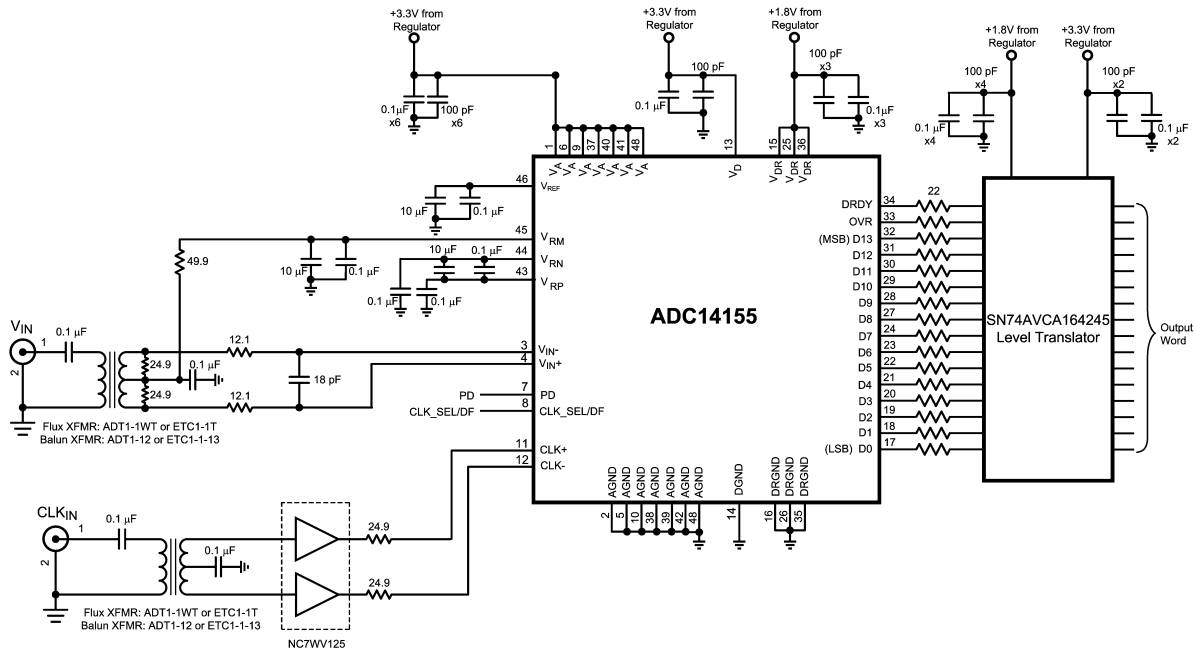 +3.3V from
Regulator
+3.3V from
Regulator
+1.8V from
Regulator
+1.8V from
Regulator
+3.3V from
Regulator
0.1 µF
x6
100 pF
x6
0.1 µF
100 pF
100 pF
x3
0.1 µF
x3
100 pF
x4
0.1 µF
x4
100 pF
x2
0.1 µF
x2
1
6
9
37
40
41
48
13
15
25
36
VA
VA
VA
VA
VA
VA
VA
VD
VDR
VDR
VDR
46
VREF
10 µF
0.1 µF
45
VRM
49.9
10 µF
0.1 µF
44
VRN
10 µF
0.1 µF
43
VRP
0.1 µF
0.1 µF
ADC14155
VIN
1
2
0.1 µF
24.9
24.9
0.1 µF
12.1
12.1
18 pF
3
VIN-
4
VIN+
Flux XFMR: ADT1-1WT or ETC1-1T
Balun XFMR: ADT1-12 or ETC1-1-13
PD
7
PD
CLK_SEL/DF
8
CLK_SEL/DF
11
CLK+
12
CLK-
22
DRDY
34
OVR
33
(MSB) D13
32
D12
31
D11
30
D10
29
D9
28
D8
27
D7
24
D6
23
D5
22
D4
21
D3
20
D2
19
D1
18
(LSB) D0
17
SN74AVCA164245
Level Translator
Output
Word
AGND
AGND
AGND
AGND
AGND
AGND
AGND
DGND
DRGND
DRGND
DRGND
2
5
10
38
39
42
48
14
16
26
35
CLKIN
1
2
0.1 µF
0.1 µF
24.9
24.9
Flux XFMR: ADT1-1WT or ETC1-1T
Balun XFMR: ADT1-12 or ETC1-1-13
NC7WV125